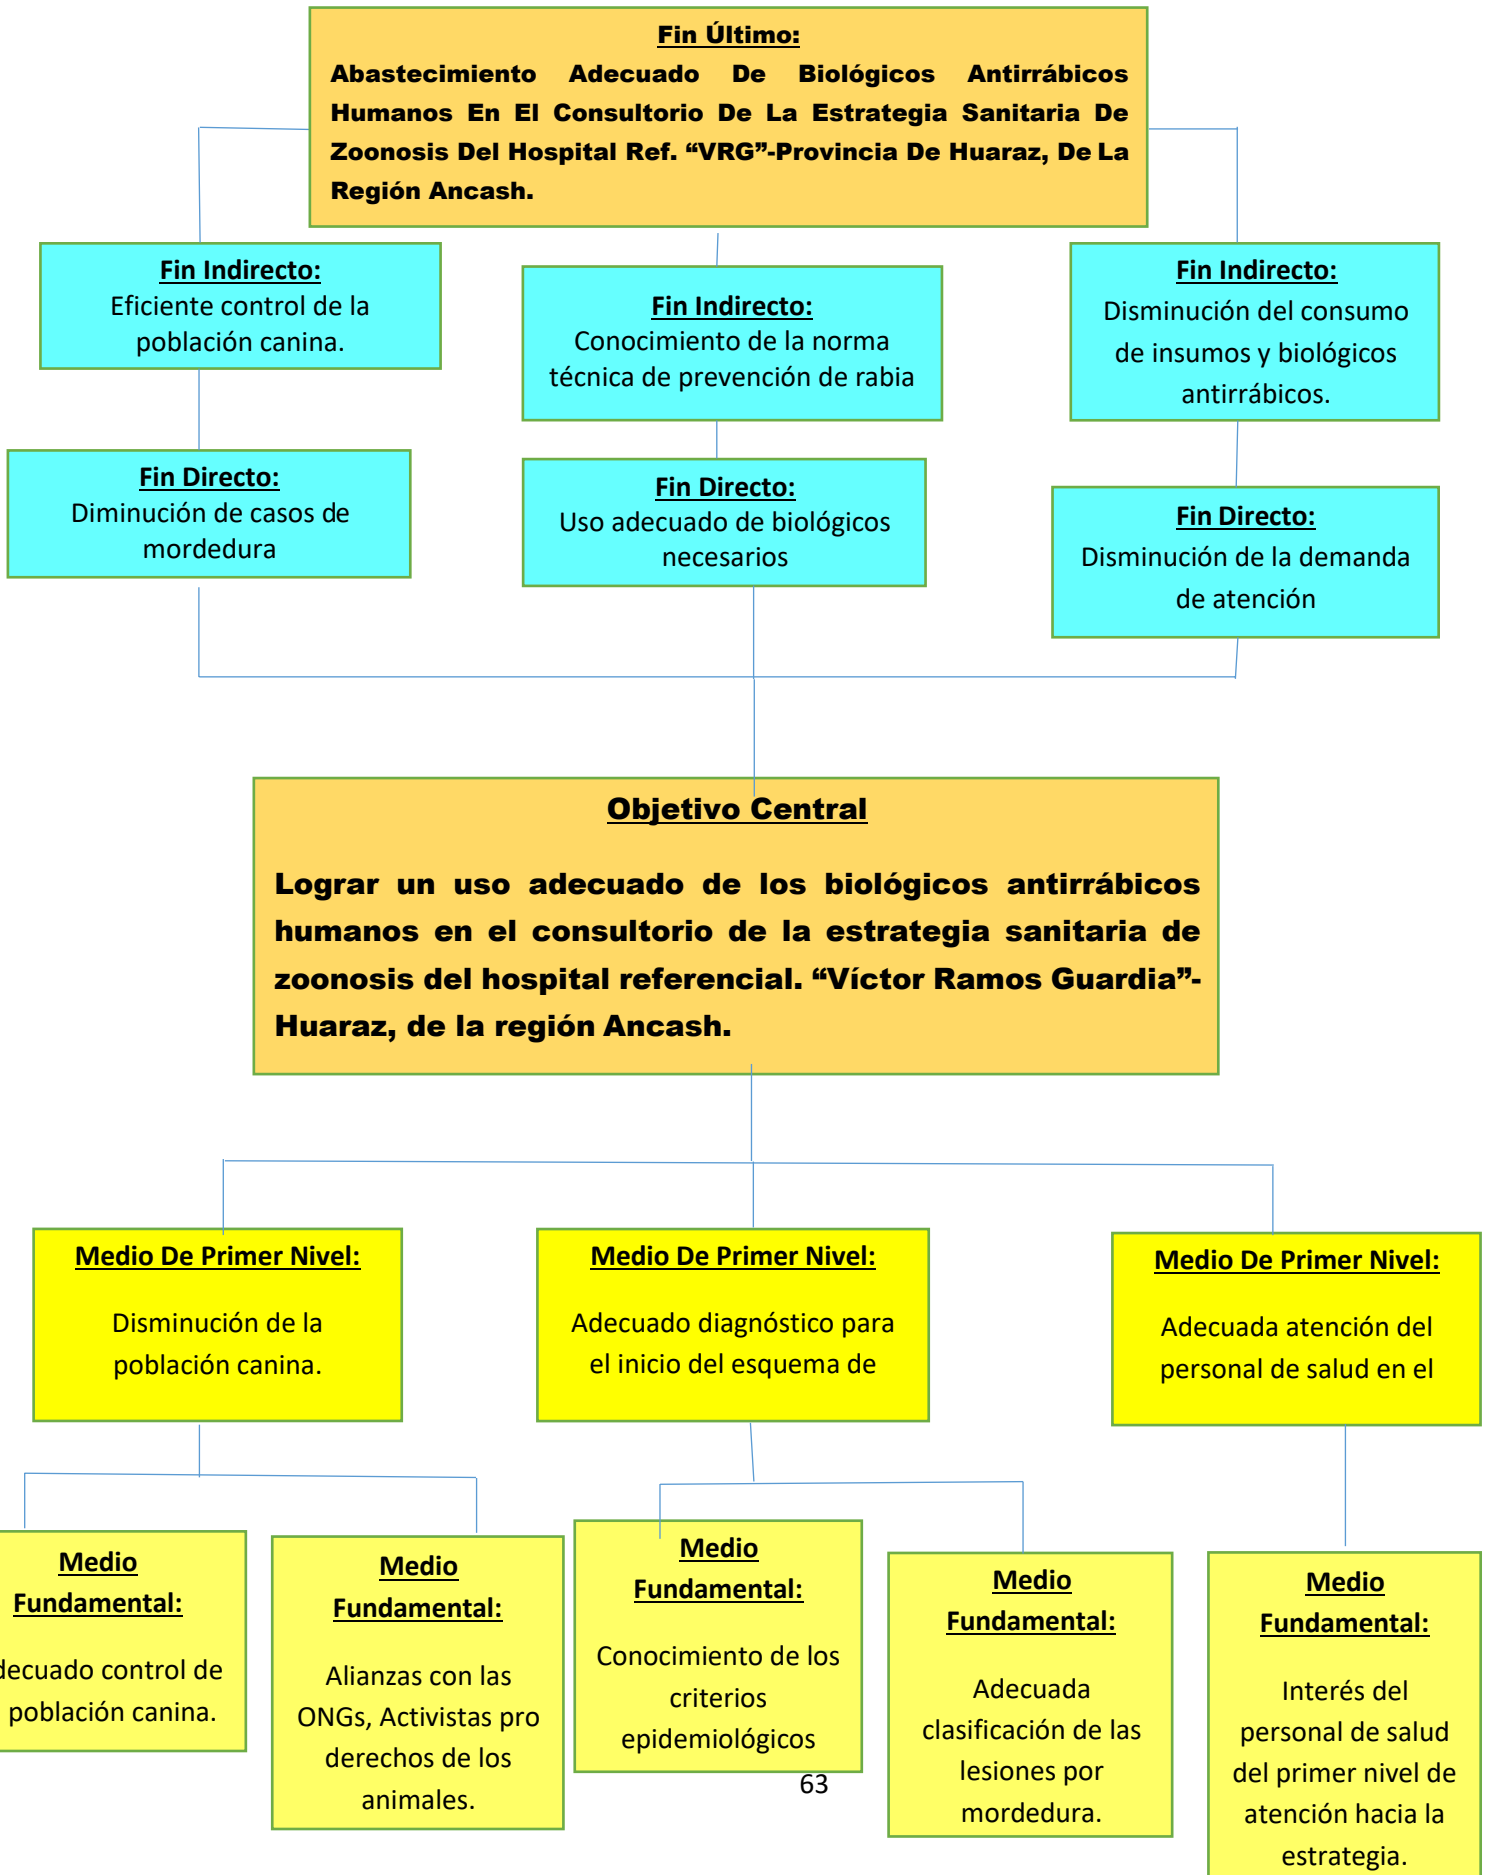 Fin Último:
Abastecimiento Adecuado De Biológicos Antirrábicos
Humanos En El Consultorio De La Estrategia Sanitaria De
Zoonosis Del Hospital Ref. “VRG”-Provincia De Huaraz, De La
Región Ancash.
Fin Indirecto:
Eficiente control de la
población canina.
Fin Indirecto:
Conocimiento de la norma
técnica de prevención de rabia
Fin Indirecto:
Disminución del consumo
de insumos y biológicos
antirrábicos.
Fin Directo:
Diminución de casos de
mordedura
Fin Directo:
Uso adecuado de biológicos
necesarios
Fin Directo:
Disminución de la demanda
de atención
Objetivo Central
Lograr un uso adecuado de los biológicos antirrábicos
humanos en el consultorio de la estrategia sanitaria de
zoonosis del hospital referencial. “Víctor Ramos Guardia”-
Huaraz, de la región Ancash.
Medio De Primer Nivel:
Disminución de la
población canina.
Medio De Primer Nivel:
Adecuado diagnóstico para
el inicio del esquema de
Medio De Primer Nivel:
Adecuada atención del
personal de salud en el
Medio
Fundamental:
decuado control de
población canina.
Medio
Fundamental:
Alianzas con las
ONGs, Activistas pro
derechos de los
animales.
Medio
Fundamental:
Conocimiento de los
criterios
epidemiológicos
Medio
Fundamental:
Adecuada
clasificación de las
lesiones por
mordedura.
Medio
Fundamental:
Interés del
personal de salud
del primer nivel de
atención hacia la
estrategia.
63